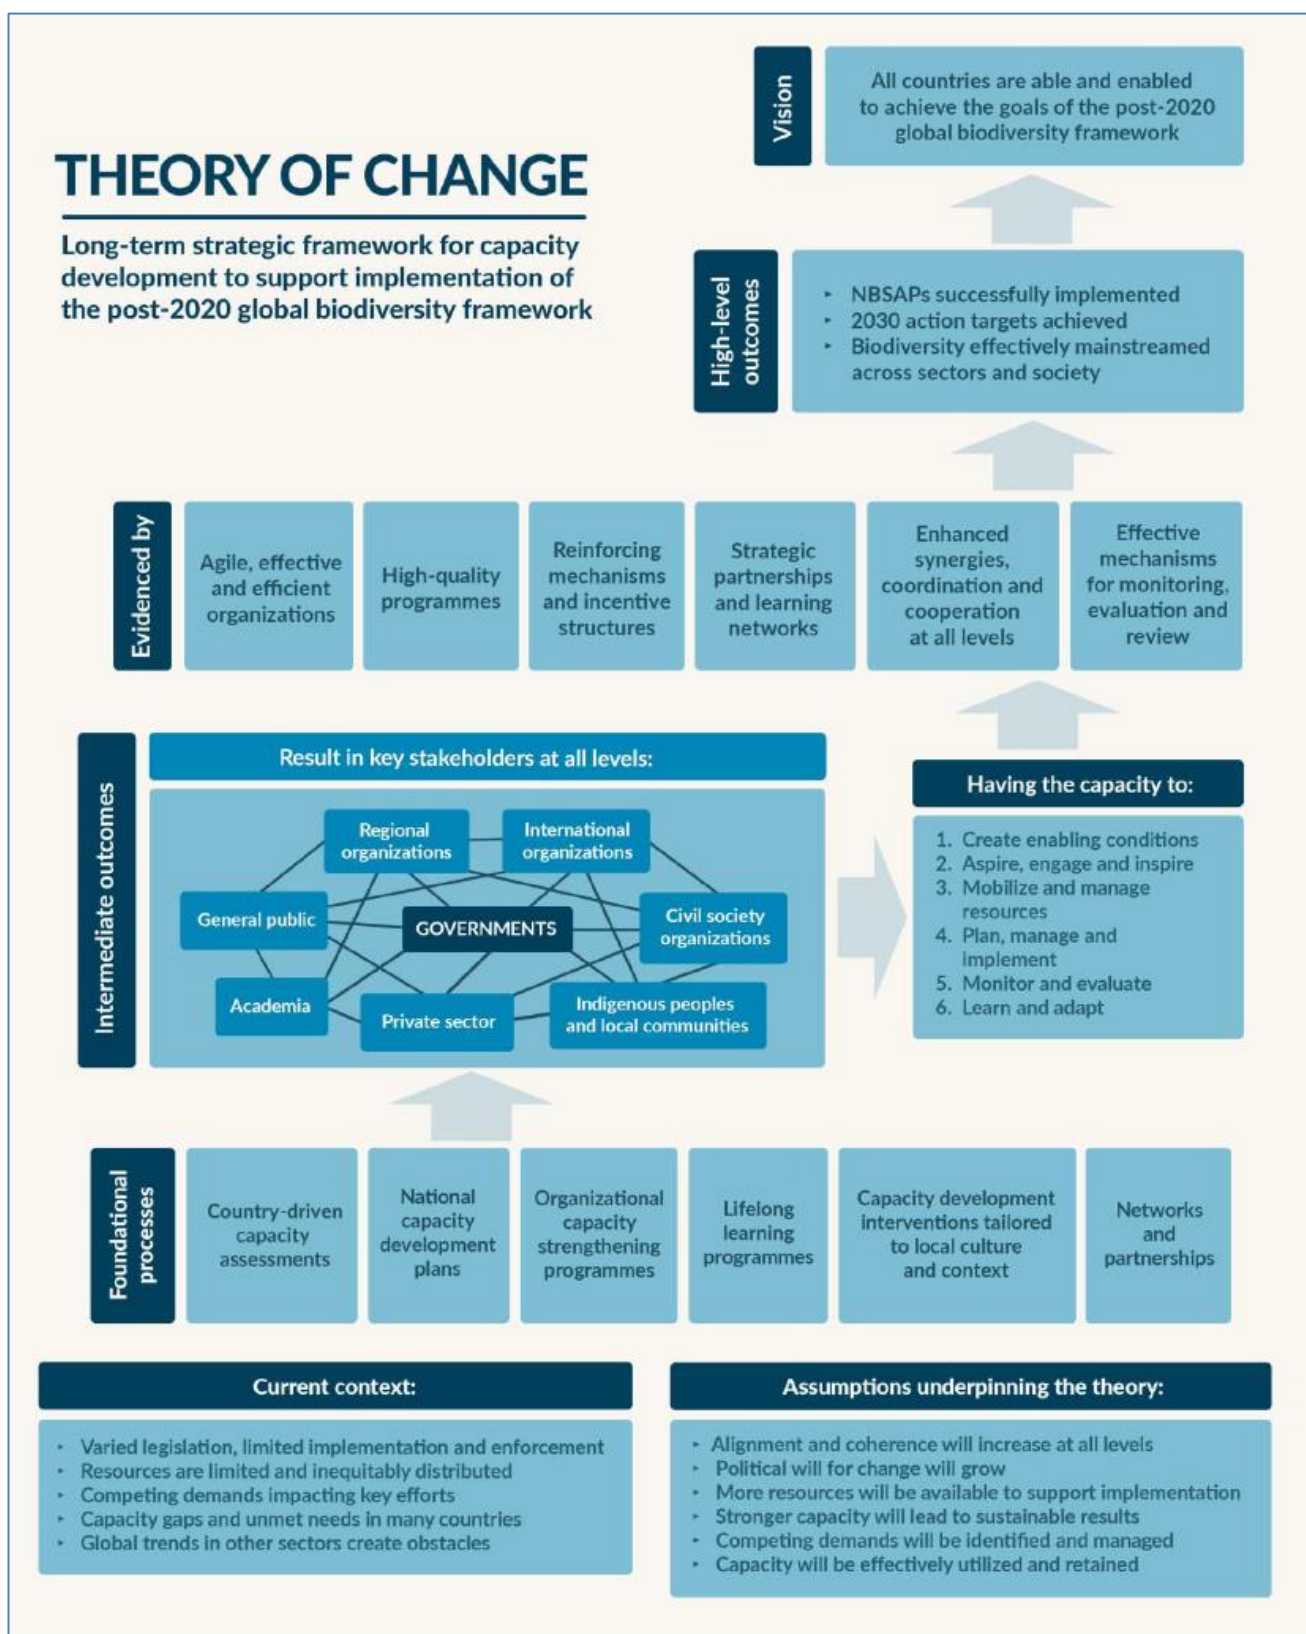 THEORY OF CHANGE
Long-term strategic framework for capacity
development to support implementation of
the post-2020 global biodiversity framework
Vision
All countries are able and enabled
to achieve the goals of the post-2020
global biodiversity framework
High-level
outcomes
‣ NBSAPs successfully implemented
‣ 2030 action targets achieved
‣ Biodiversity effectively mainstreamed
across sectors and society
Evidenced by
Agile, effective
and efficient
organizations
High-quality
programmes
Reinforcing
mechanisms
and incentive
structures
Strategic
partnerships
and learning
networks
Enhanced
synergies,
coordination and
cooperation
at all levels
Effective
mechanisms
for monitoring,
evaluation and
review
Intermediate outcomes
Result in key stakeholders at all levels:
Regional
organizations
International
organizations
General public
GOVERNMENTS
Civil society
organizations
Academia
Private sector
Indigenous peoples
and local communities
Having the capacity to:
1. Create enabling conditions
2. Aspire, engage and inspire
3. Mobilize and manage
resources
4. Plan, manage and
implement
5. Monitor and evaluate
6. Learn and adapt
Foundational
processes
Country-driven
capacity
assessments
National
capacity
development
plans
Organizational
capacity
strengthening
programmes
Lifelong
learning
programmes
Capacity development
interventions tailored
to local culture
and context
Networks
and
partnerships
Current context:
‣ Varied legislation, limited implementation and enforcement
‣ Resources are limited and inequitably distributed
‣ Competing demands impacting key efforts
‣ Capacity gaps and unmet needs in many countries
‣ Global trends in other sectors create obstacles
Assumptions underpinning the theory:
‣ Alignment and coherence will increase at all levels
‣ Political will for change will grow
‣ More resources will be available to support implementation
‣ Stronger capacity will lead to sustainable results
‣ Competing demands will be identified and managed
‣ Capacity will be effectively utilized and retained